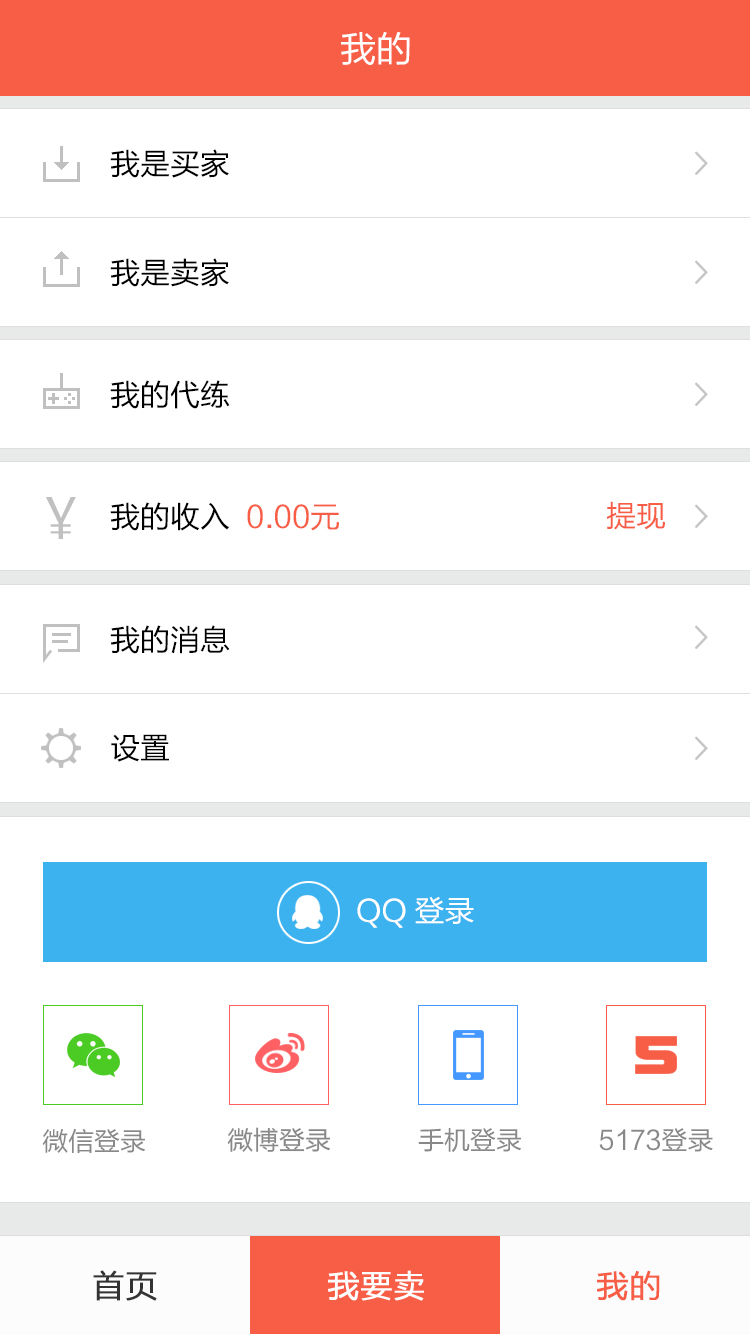 我的
我是买家
我是卖家
我的代练
¥ 我的收入 0.00元 提现
我的消息
设置
QQ 登录
5
微信登录 微博登录 手机登录 5173登录
首页 我要卖 我的